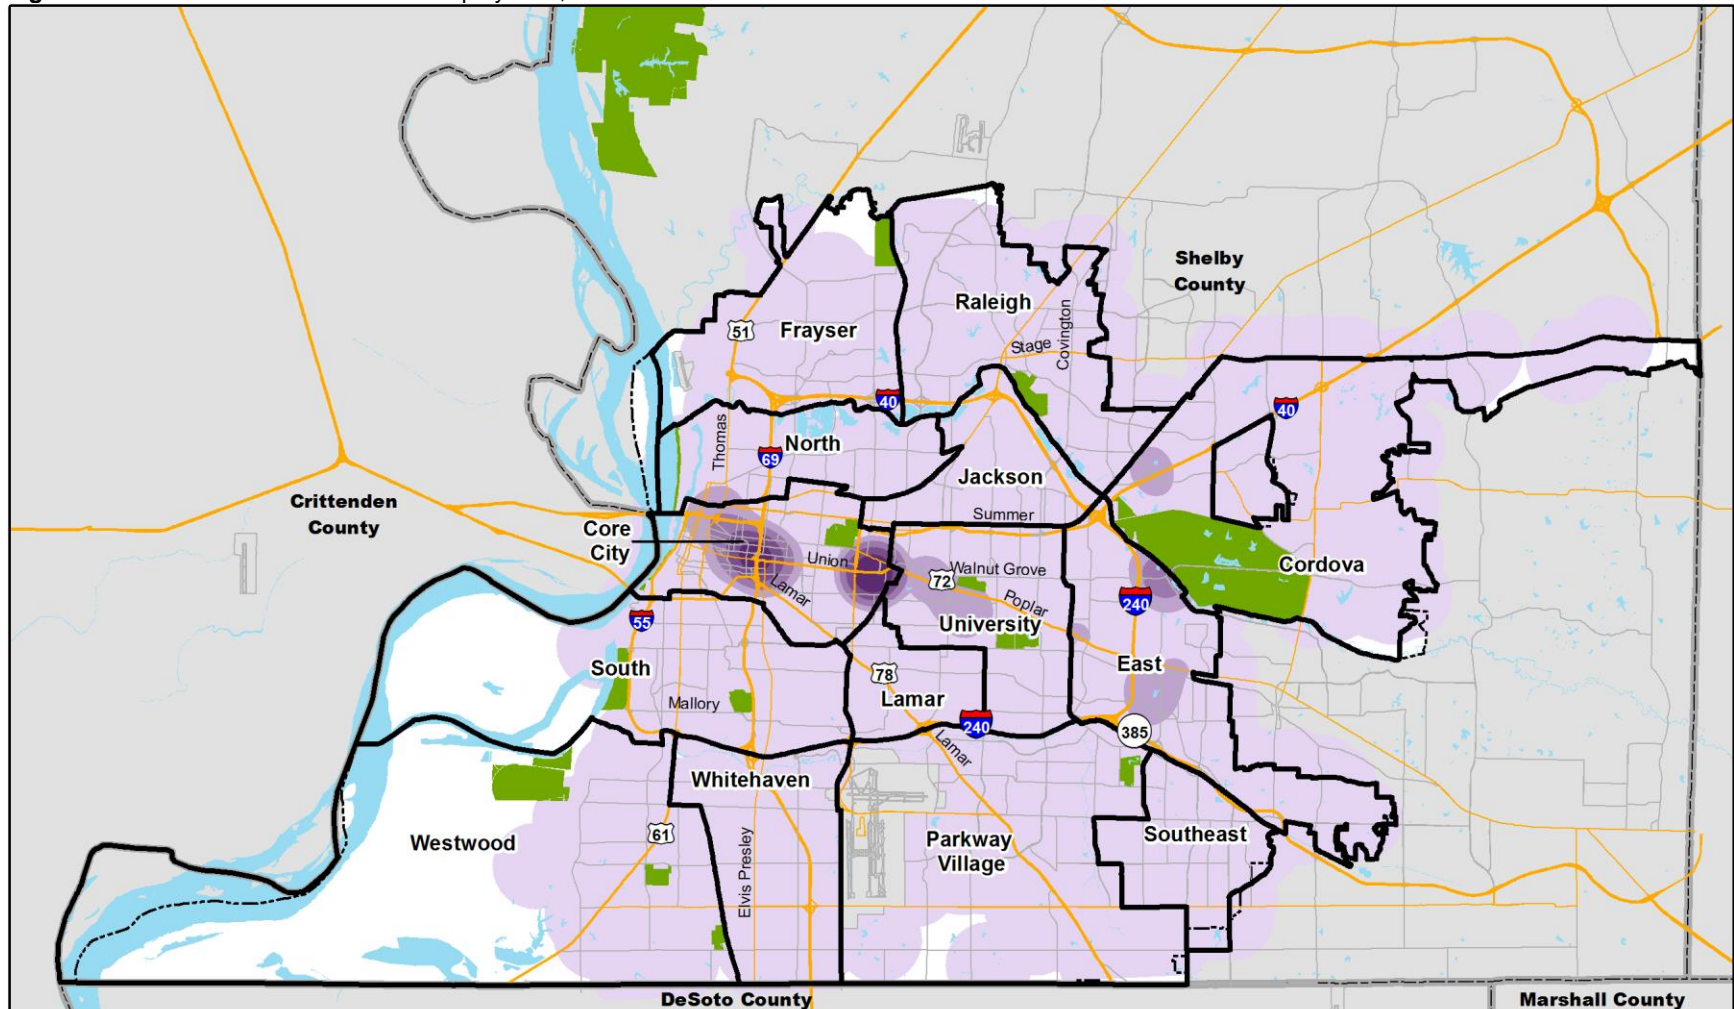 Shelby
County
Raleigh
Covington
51
Frayser
Stage
40
40
Thomas
North
69
Jackson
Crittenden
County
Summer
Core
City
Union
Walnut Grove
Cordova
72
Lamar
Poplar
240
55
University
South
East
78
Mallory
Lamar
240
385
Lamar
Whitehaven
61
Westwood
Parkway
Village
Southeast
Elvis Presley
DeSoto County
Marshall County